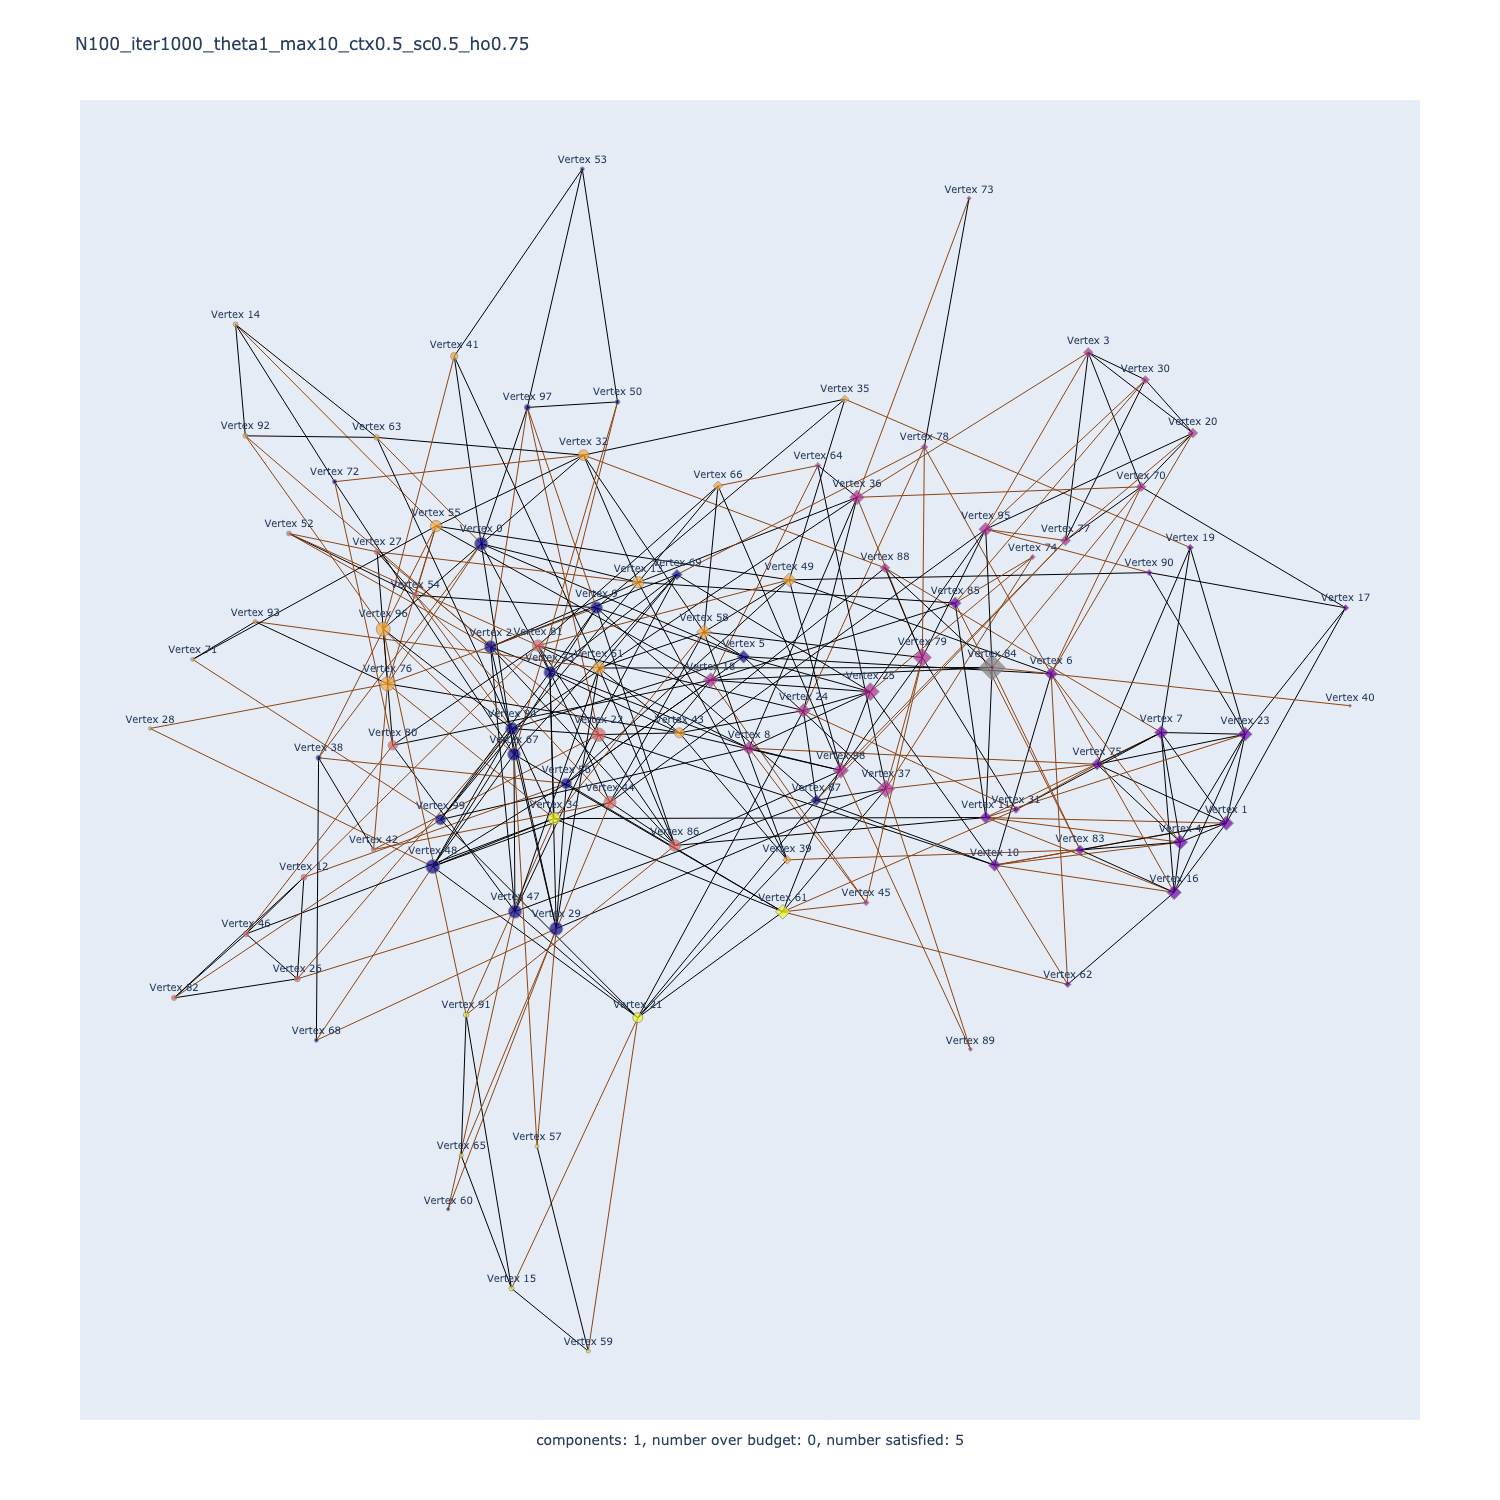 N100_iter1000_theta1_max10_ctx0.5_sc0.5_ho0.75
Vertex 53
Vertex 73
Vertex 14
Vertex 41
Vertex 3
Vertex 30
Vertex 97
Vertex 50
Vertex 35
Vertex 92
Vertex 63
Vertex 20
Vertex 32
Vertex 78
Vertex 64
Vertex 72
Vertex 66
Vertex 70
Vertex 36
Vertex 55
Vertex 52
Vertex 0
Vertex 95
Vertex 77
Vertex 27
Vertex 19
Vertex 74
Vertex 88
Vertex 13
Vertex 69
Vertex 49
Vertex 90
Vertex 54
Vertex 9
Vertex 85
Vertex 17
Vertex 93
Vertex 96
Vertex 2
Vertex 81
Vertex 58
Vertex 5
Vertex 79
Vertex 71
Vertex 51
Vertex 84
Vertex 6
Vertex 76
Vertex 18
Vertex 25
Vertex 24
Vertex 40
Vertex 28
Vertex 94
Vertex 22
Vertex 43
Vertex 7
Vertex 23
Vertex 80
Vertex 38
Vertex 67
Vertex 8
Vertex 75
Vertex 98
Vertex 56
Vertex 37
Vertex 44
Vertex 87
Vertex 99
Vertex 34
Vertex 11
Vertex 31
Vertex 1
Vertex 42
Vertex 48
Vertex 86
Vertex 39
Vertex 83
Vertex 4
Vertex 12
Vertex 10
Vertex 16
Vertex 47
Vertex 61
Vertex 45
Vertex 46
Vertex 29
Vertex 26
Vertex 62
Vertex 82
Vertex 91
Vertex 21
Vertex 68
Vertex 89
Vertex 57
Vertex 65
Vertex 60
Vertex 15
Vertex 59
components: 1, number over budget: 0, number satisfied: 5